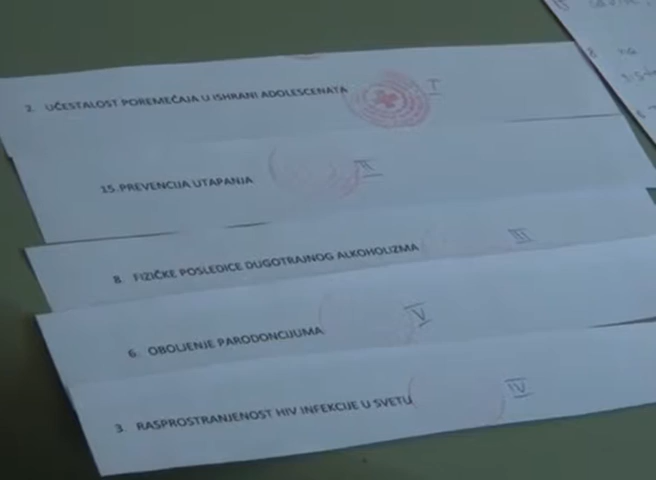 2. UČESTALOST POREMEĆAJA U ISHRANI ADOLESCENATA I
15. PREVENCIJA UTAPANJA II
8. FIZIČKE POSLEDICE DUGOTRAJNOG ALKOHOLIZMA III
6. OBOLJENJE PARODONCIJUMA V
3. RASPROSTRANJENOST HIV INFEKCIJE U SVETU IV